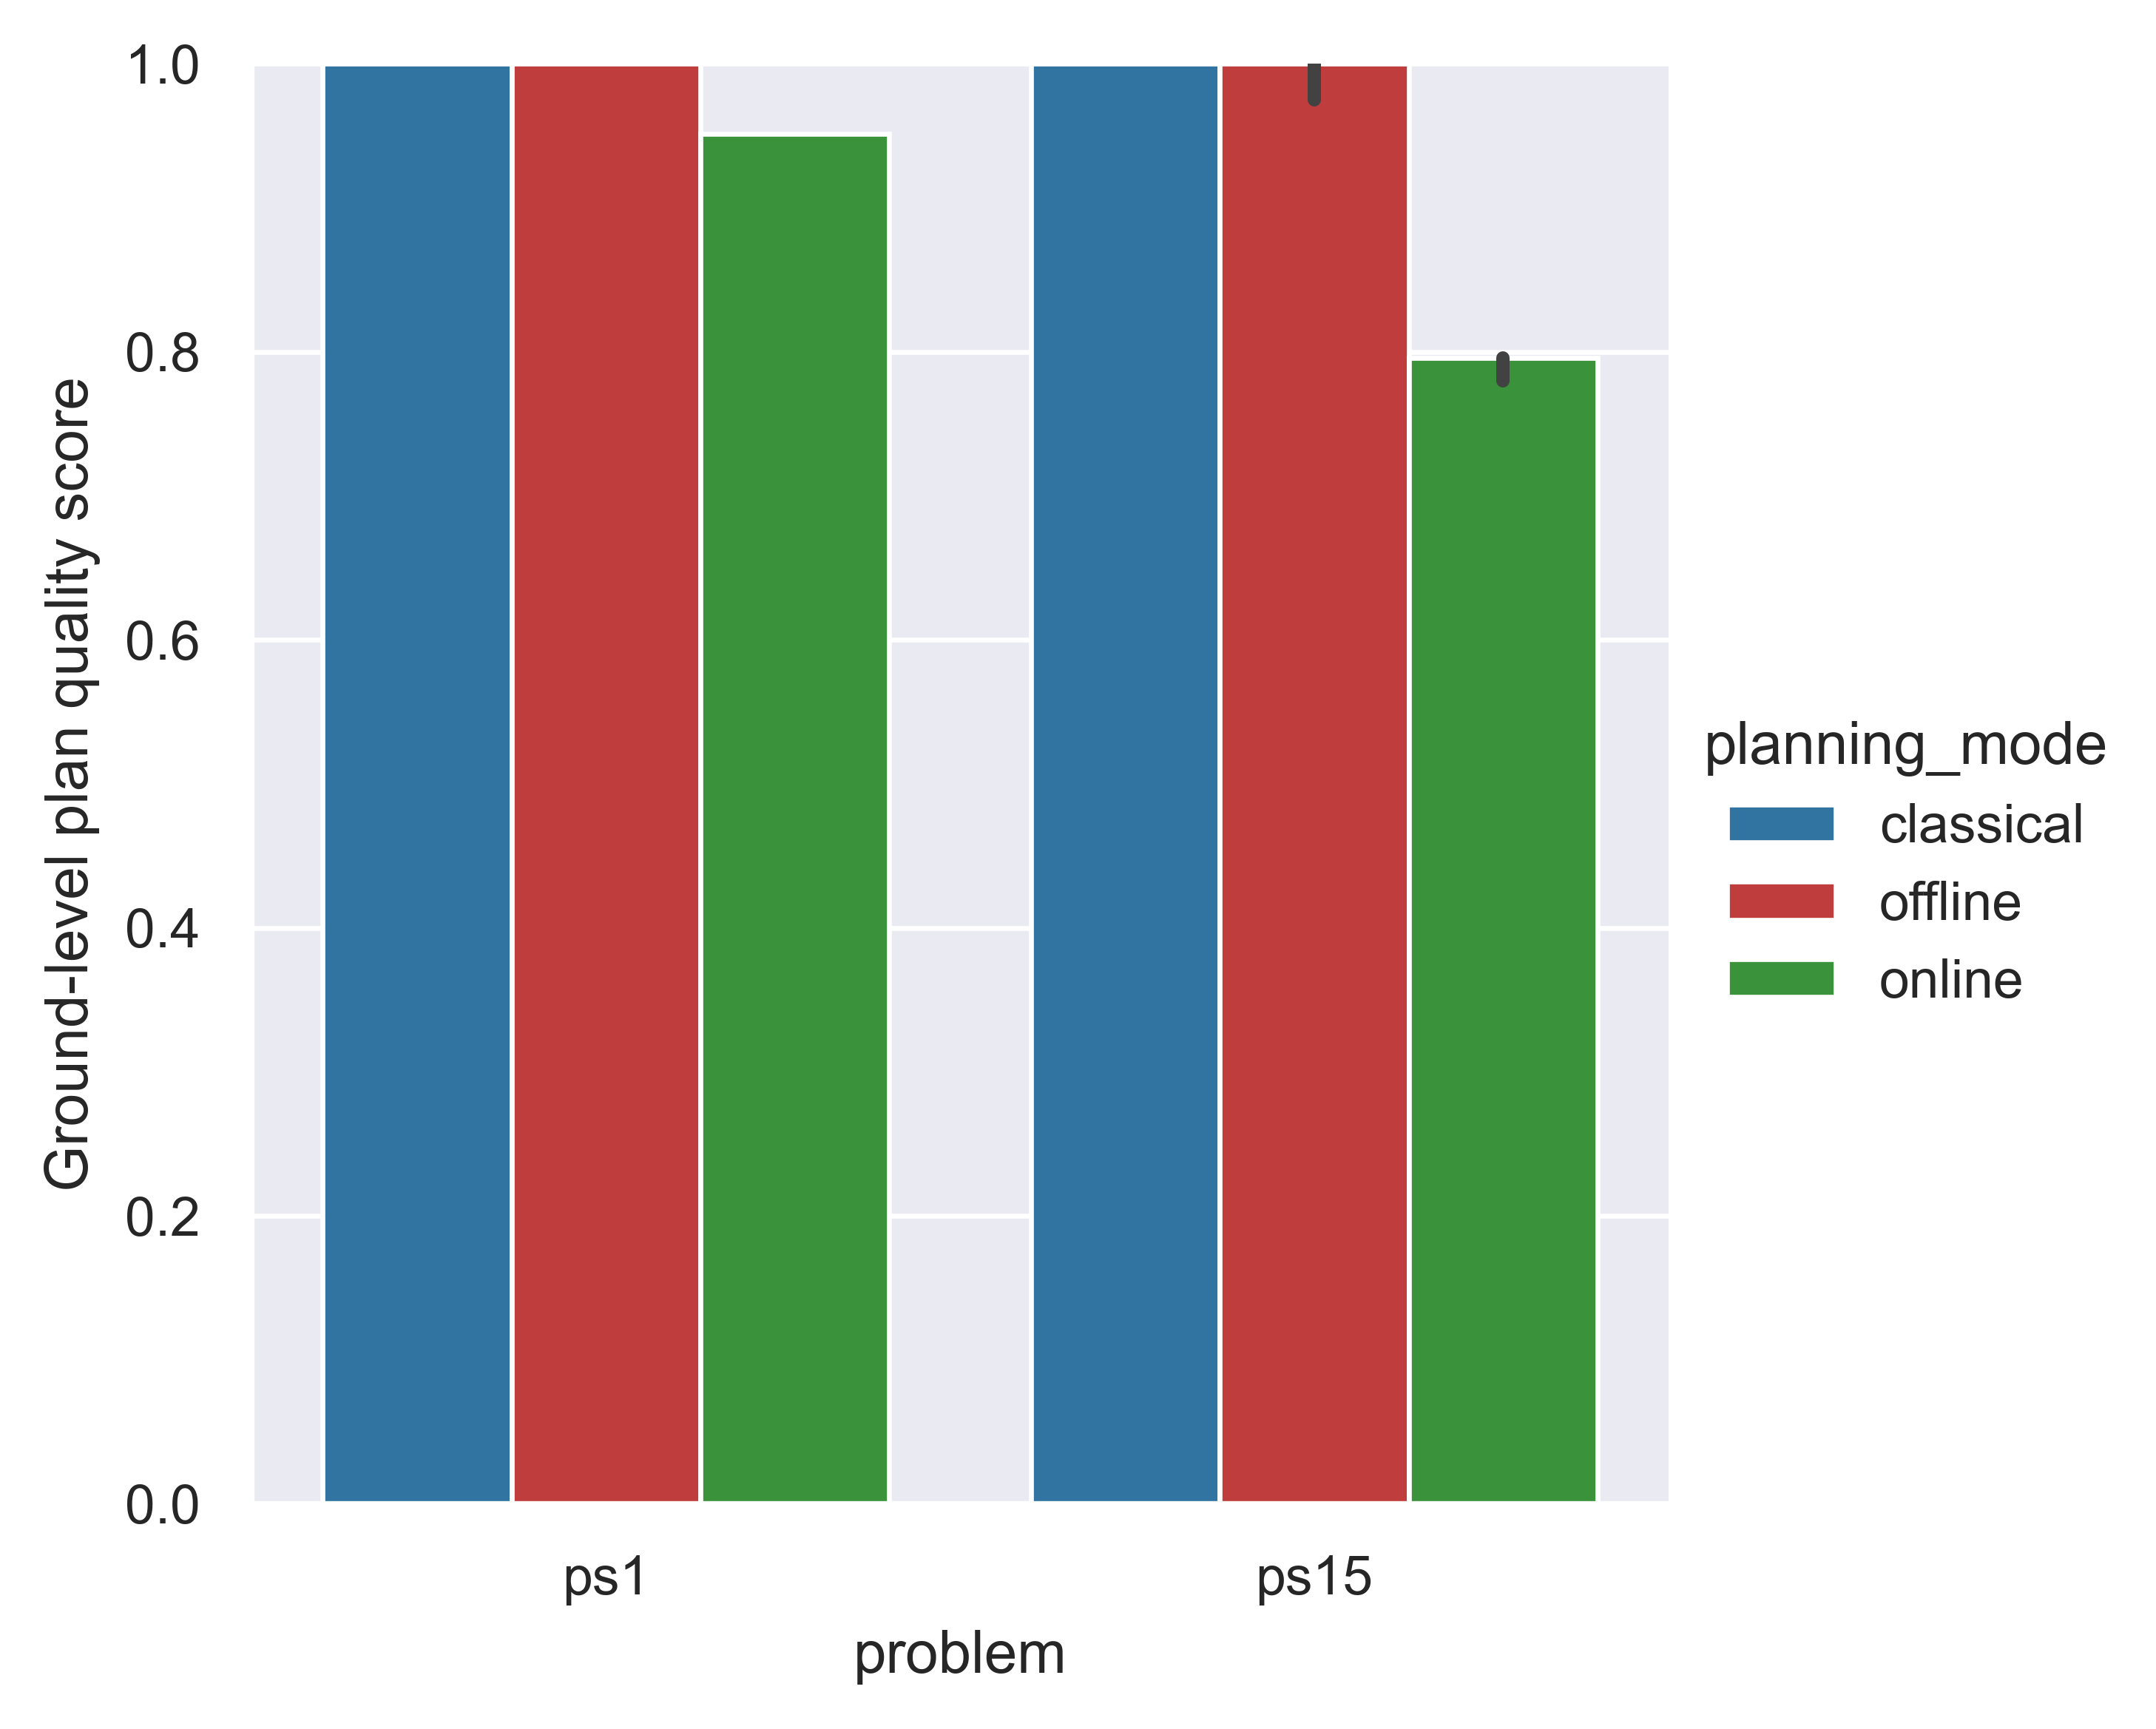 1.0
0.8
0.6
0.4
0.2
0.0
Ground-level plan quality score
ps1
ps15
problem
planning_mode
classical
offline
online